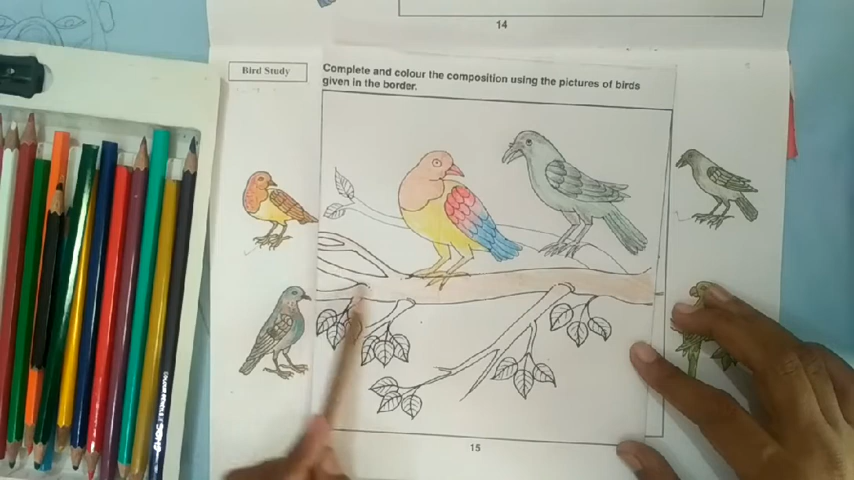 14
Bird Study
Complete and colour the composition using the pictures of birds
given in the border.
15